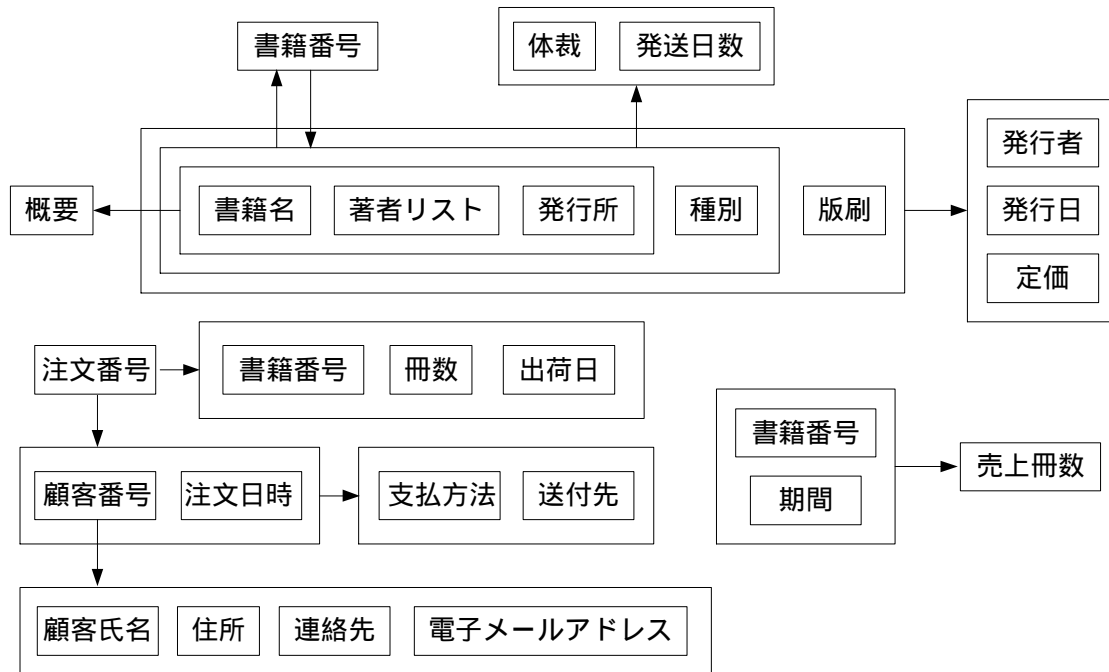 書籍番号
体裁 発送日数
概要 書籍名 著者リスト 発行所 種別 版刷
発行者
発行日
定価
注文番号 書籍番号 冊数 出荷日
顧客番号 注文日時 支払方法 送付先
書籍番号
期間
売上冊数
顧客氏名 住所 連絡先 電子メールアドレス